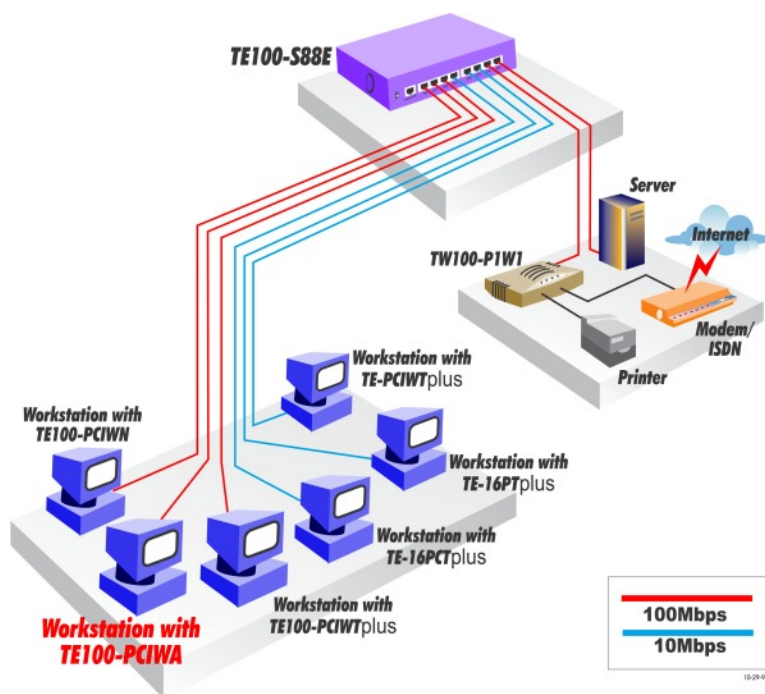 TE100-S88E
Server
Internet
TW100-P1W1
Modem/
ISDN
Printer
Workstation with
TE-PCIWTplus
Workstation with
TE100-PCIWN
Workstation with
TE-16PTplus
Workstation with
TE-16PCTplus
Workstation with
TE100-PCIWTplus
Workstation with
TE100-PCIWA
100Mbps
10Mbps